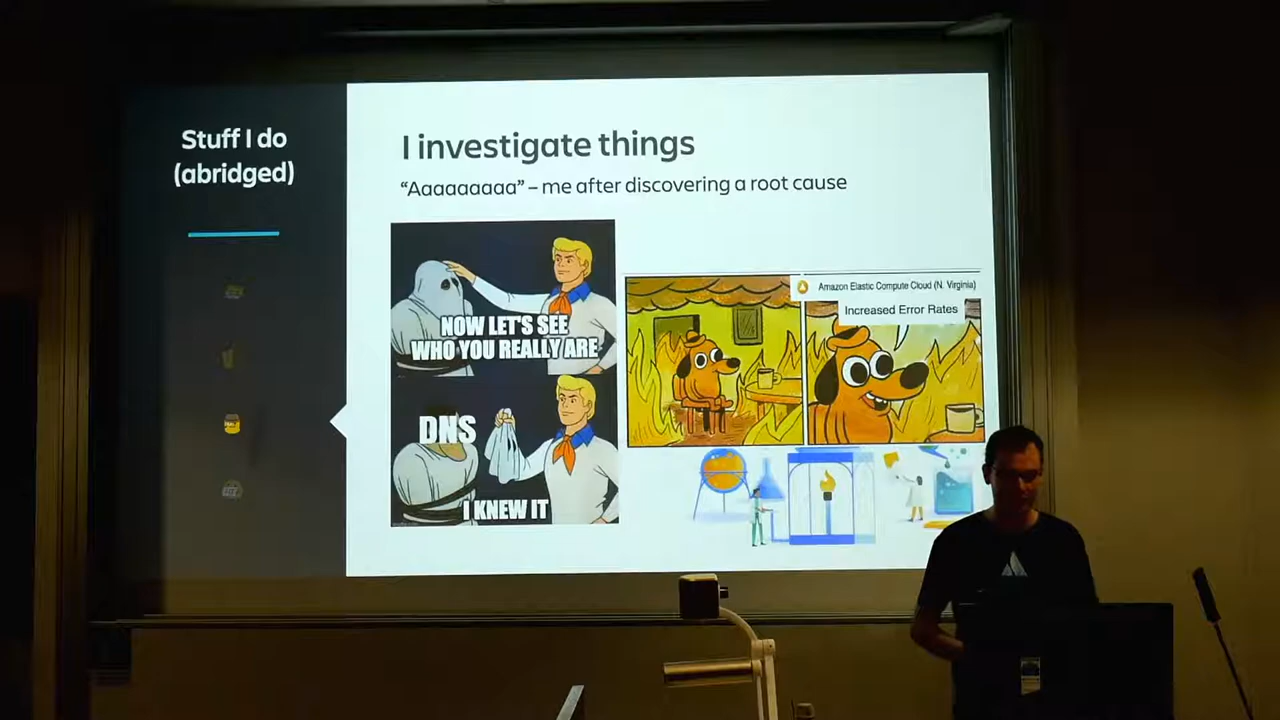 Stuff I do
(abridged)
I investigate things
“Aaaaaaaaa” – me after discovering a root cause
NOW LET'S SEE
WHO YOU REALLY ARE
DNS
I KNEW IT
Amazon Elastic Compute Cloud (N. Virginia)
Increased Error Rates